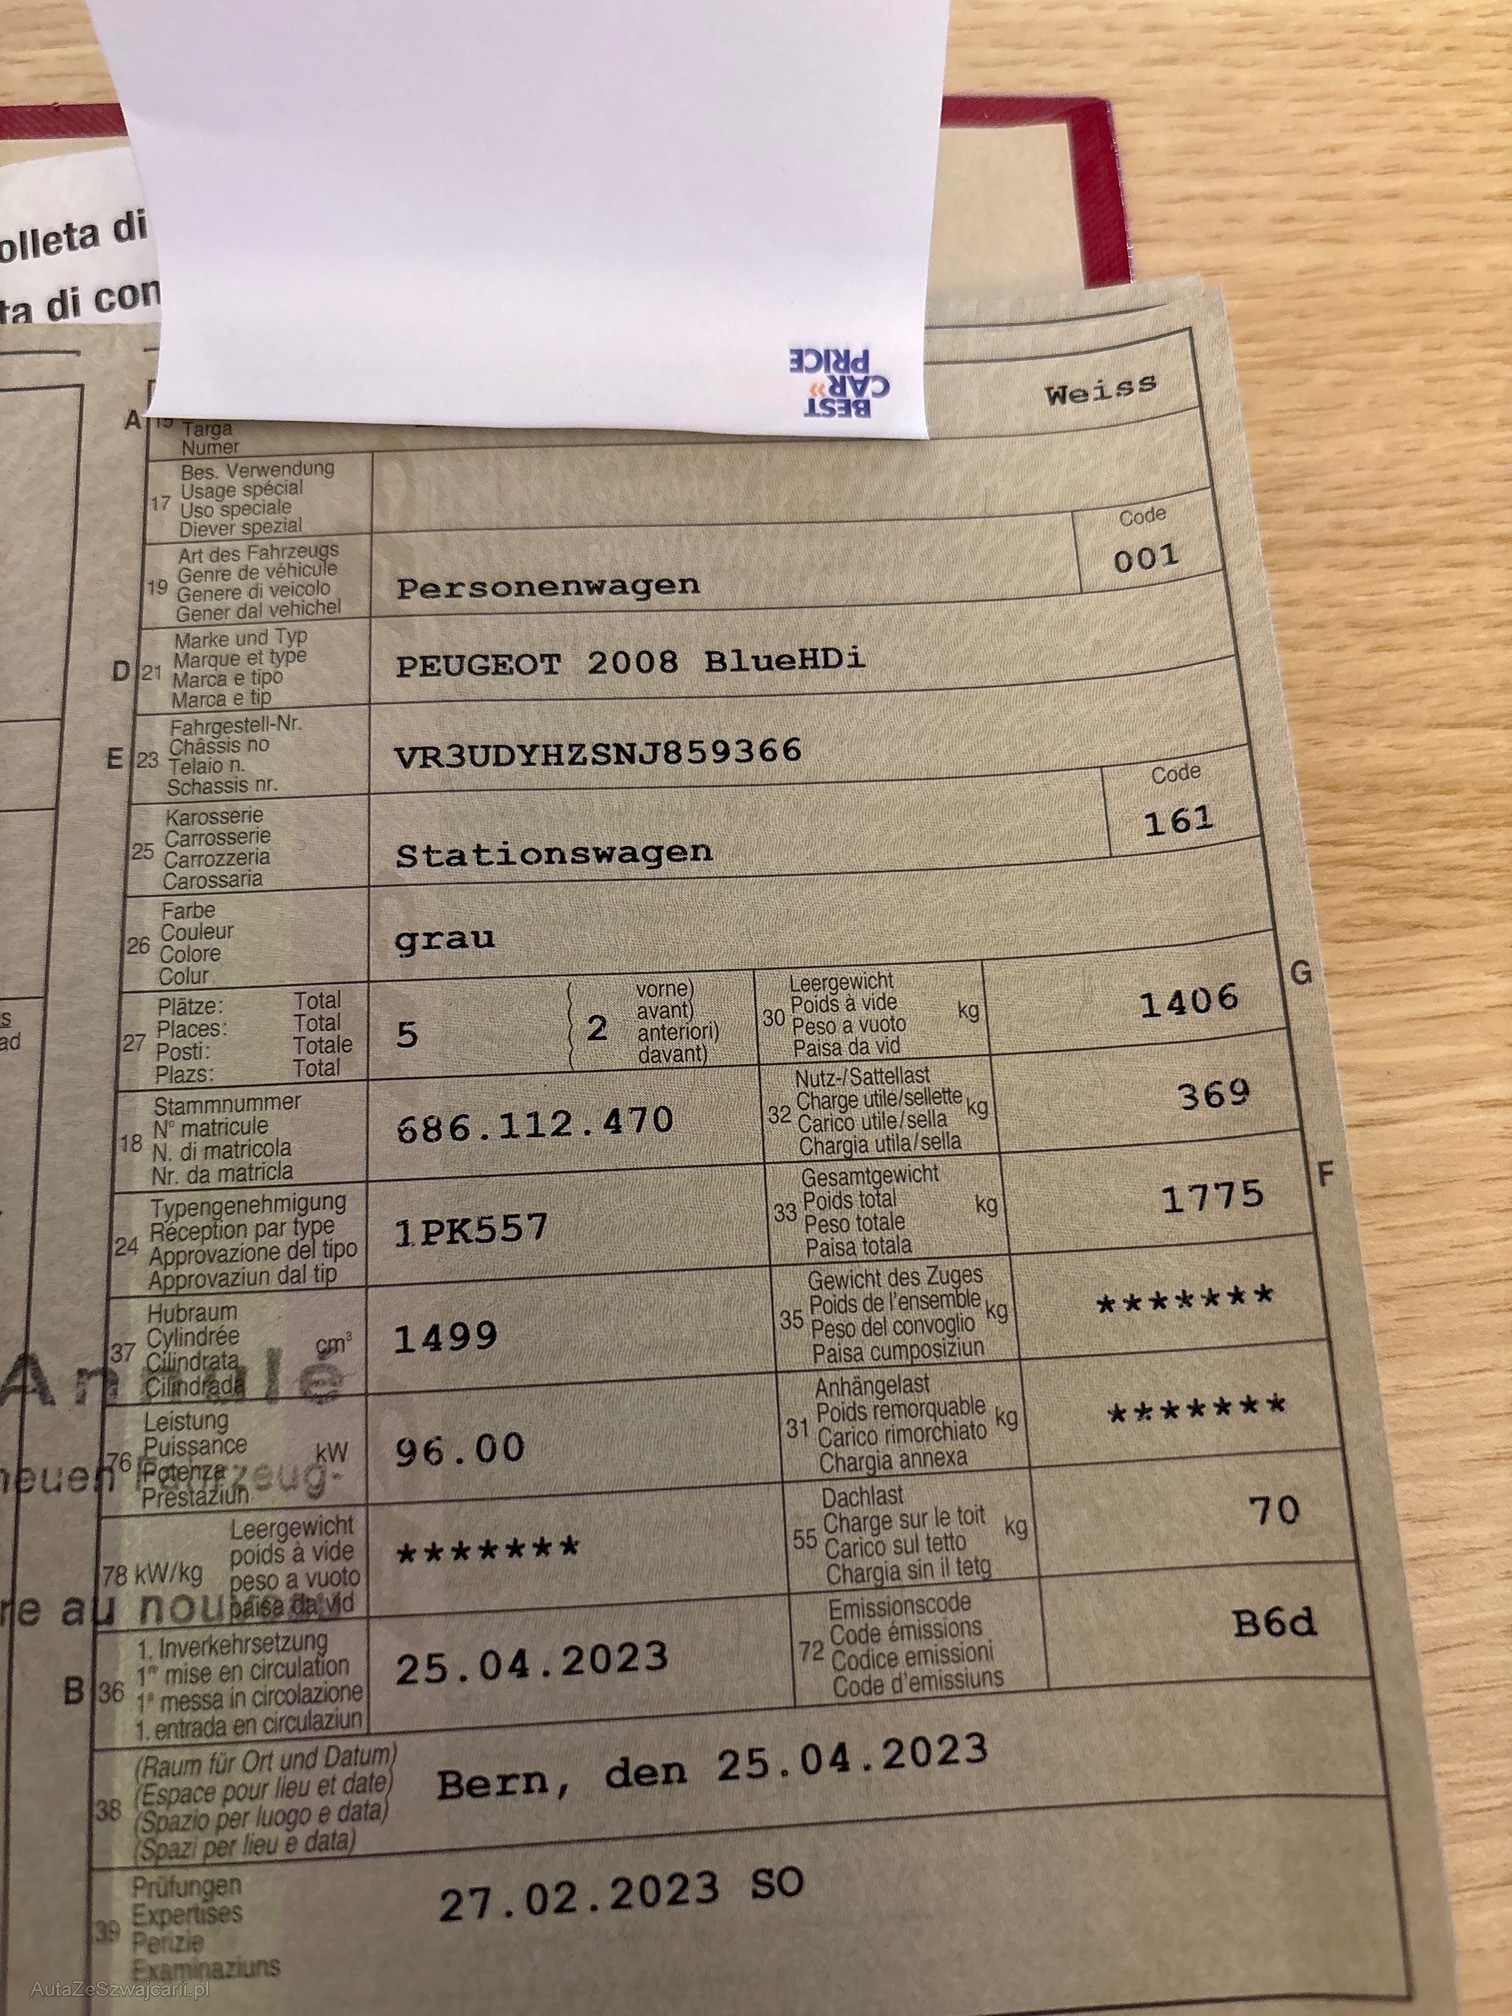 olleta di
ta di con
BEST
CAR»
PRICE
Weiss
A 15 Targa
Numer
17 Bes. Verwendung
Usage spécial
Uso speciale
Diever spezial
19 Art des Fahrzeugs
Genre de véhicule
Genere di veicolo
Gener dal vehichel
Personenwagen
Code
001
D 21 Marke und Typ
Marque et type
Marca e tipo
Marca e tip
PEUGEOT 2008 BlueHDi
E 23 Fahrgestell-Nr.
Châssis no
Telaio n.
Schassis nr.
VR3UDYHZSNJ859366
25 Karosserie
Carrosserie
Carrozzeria
Carossaria
Stationswagen
Code
161
26 Farbe
Couleur
Colore
Colur
grau
27 Plätze: Total
Places: Total
Posti: Totale
Plazs: Total
5
2
vorne)
avant)
anteriori)
davant)
30 Leergewicht
Poids à vide
Peso a vuoto
Paisa da vid
kg
1406
G
18 Stammnummer
N° matricule
N. di matricola
Nr. da matricla
686.112.470
32 Nutz-/Sattellast
Charge utile/sellette
Carico utile/sella
Chargia utila/sella
kg
369
24 Typengenehmigung
Réception par type
Approvazione del tipo
Approvaziun dal tip
1PK557
33 Gesamtgewicht
Poids total
Peso totale
Paisa totala
kg
1775
F
37 Hubraum
Cylindrée
Cilindrata
Cilindrada
cm³
1499
35 Gewicht des Zuges
Poids de l'ensemble
Peso del convoglio
Paisa cumposiziun
kg
*******
76 Leistung
Puissance
Potenza
Prestaziun
kW
96.00
31 Anhängelast
Poids remorquable
Carico rimorchiato
Chargia annexa
kg
*******
78 kW/kg
Leergewicht
poids à vide
peso a vuoto
paisa da vid
*******
55 Dachlast
Charge sur le toit
Carico sul tetto
Chargia sin il tetg
kg
70
B 36 1. Inverkehrsetzung
1re mise en circulation
1a messa in circolazione
1. entrada en circulaziun
25.04.2023
72 Emissionscode
Code émissions
Codice emissioni
Code d'emissiuns
B6d
38 (Raum für Ort und Datum)
(Espace pour lieu et date)
(Spazio per luogo e data)
(Spazi per lieu e data)
Bern, den 25.04.2023
39 Prüfungen
Expertises
Perizie
Examinaziuns
27.02.2023 SO
AutaZeSzwajcarii.pl